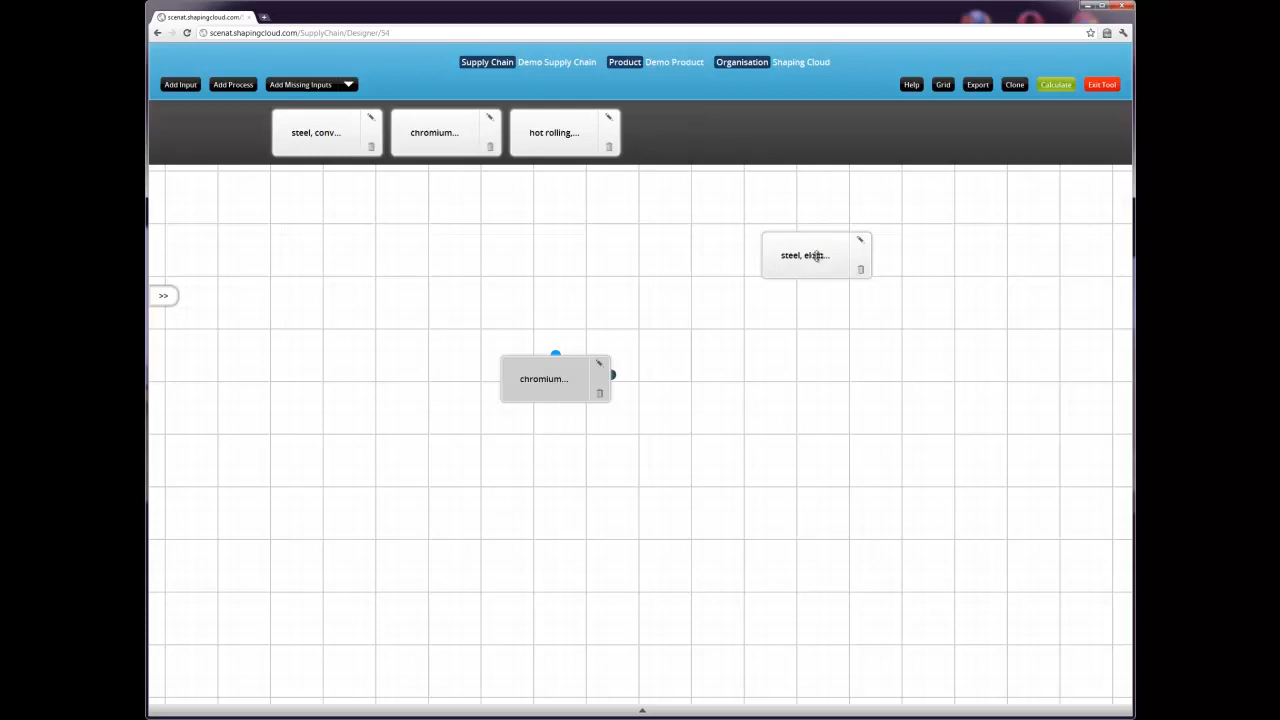 scenat.shapingcloud.com/
scenat.shapingcloud.com/SupplyChain/Designer/54
Supply Chain Demo Supply Chain Product Demo Product Organisation Shaping Cloud
Add Input Add Process Add Missing Inputs Help Grid Export Clone Calculate Exit Tool
steel, conv... chromium... hot rolling,...
steel,
>>
chromium...